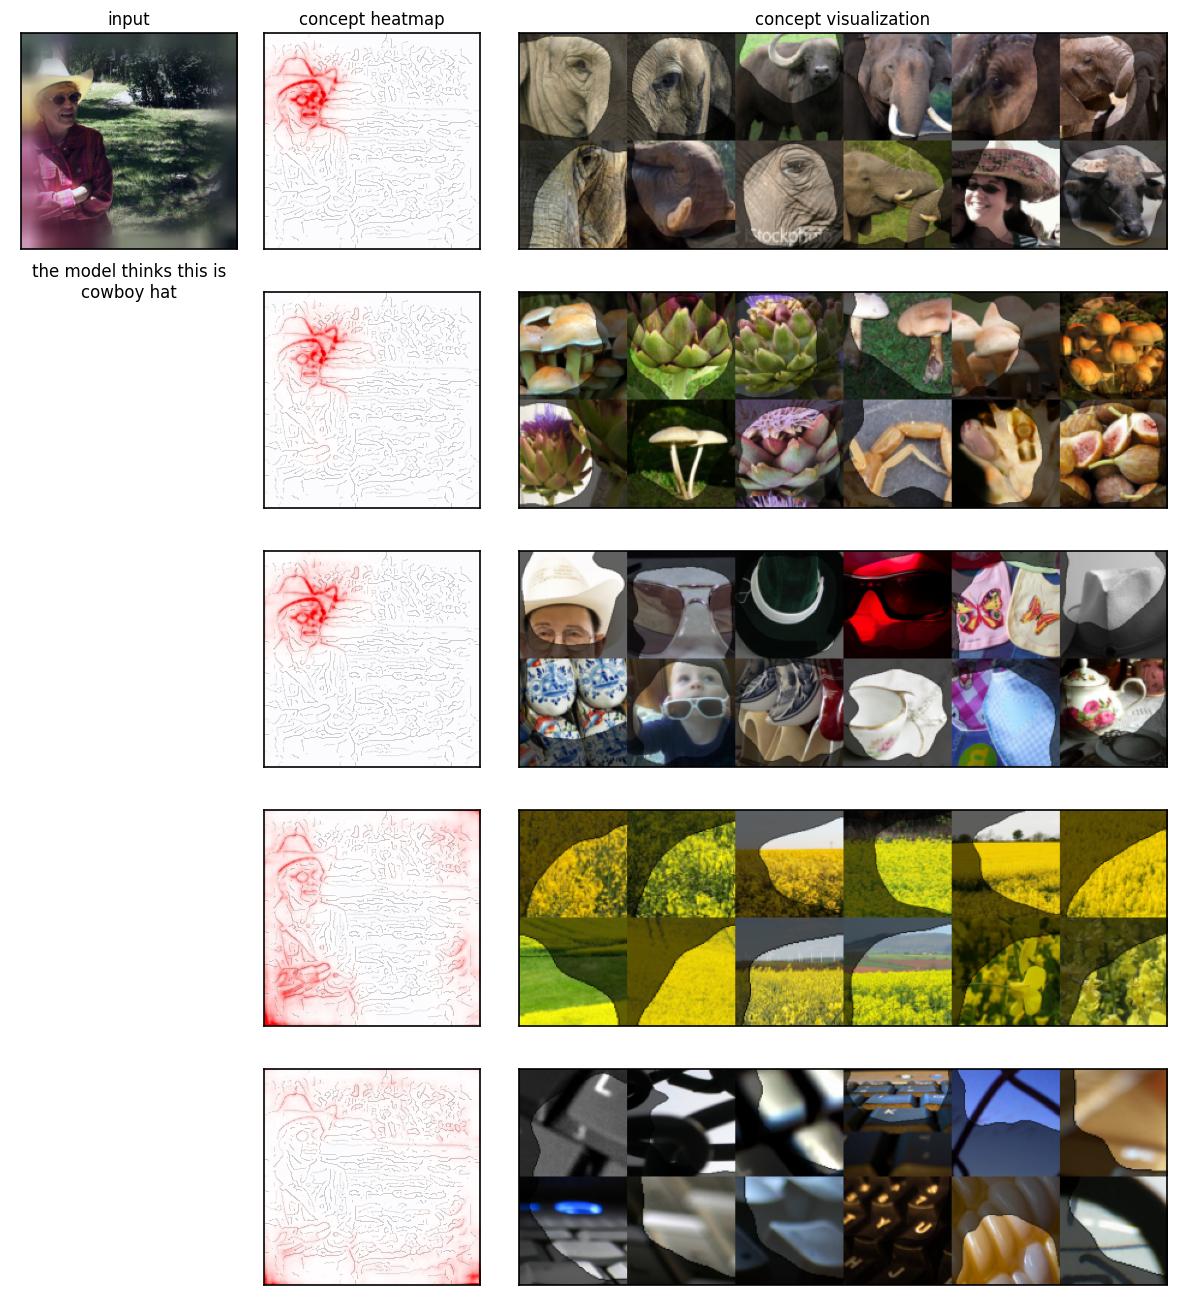 input
concept heatmap
concept visualization
the model thinks this is
cowboy hat
L
K
Y
U
H
J